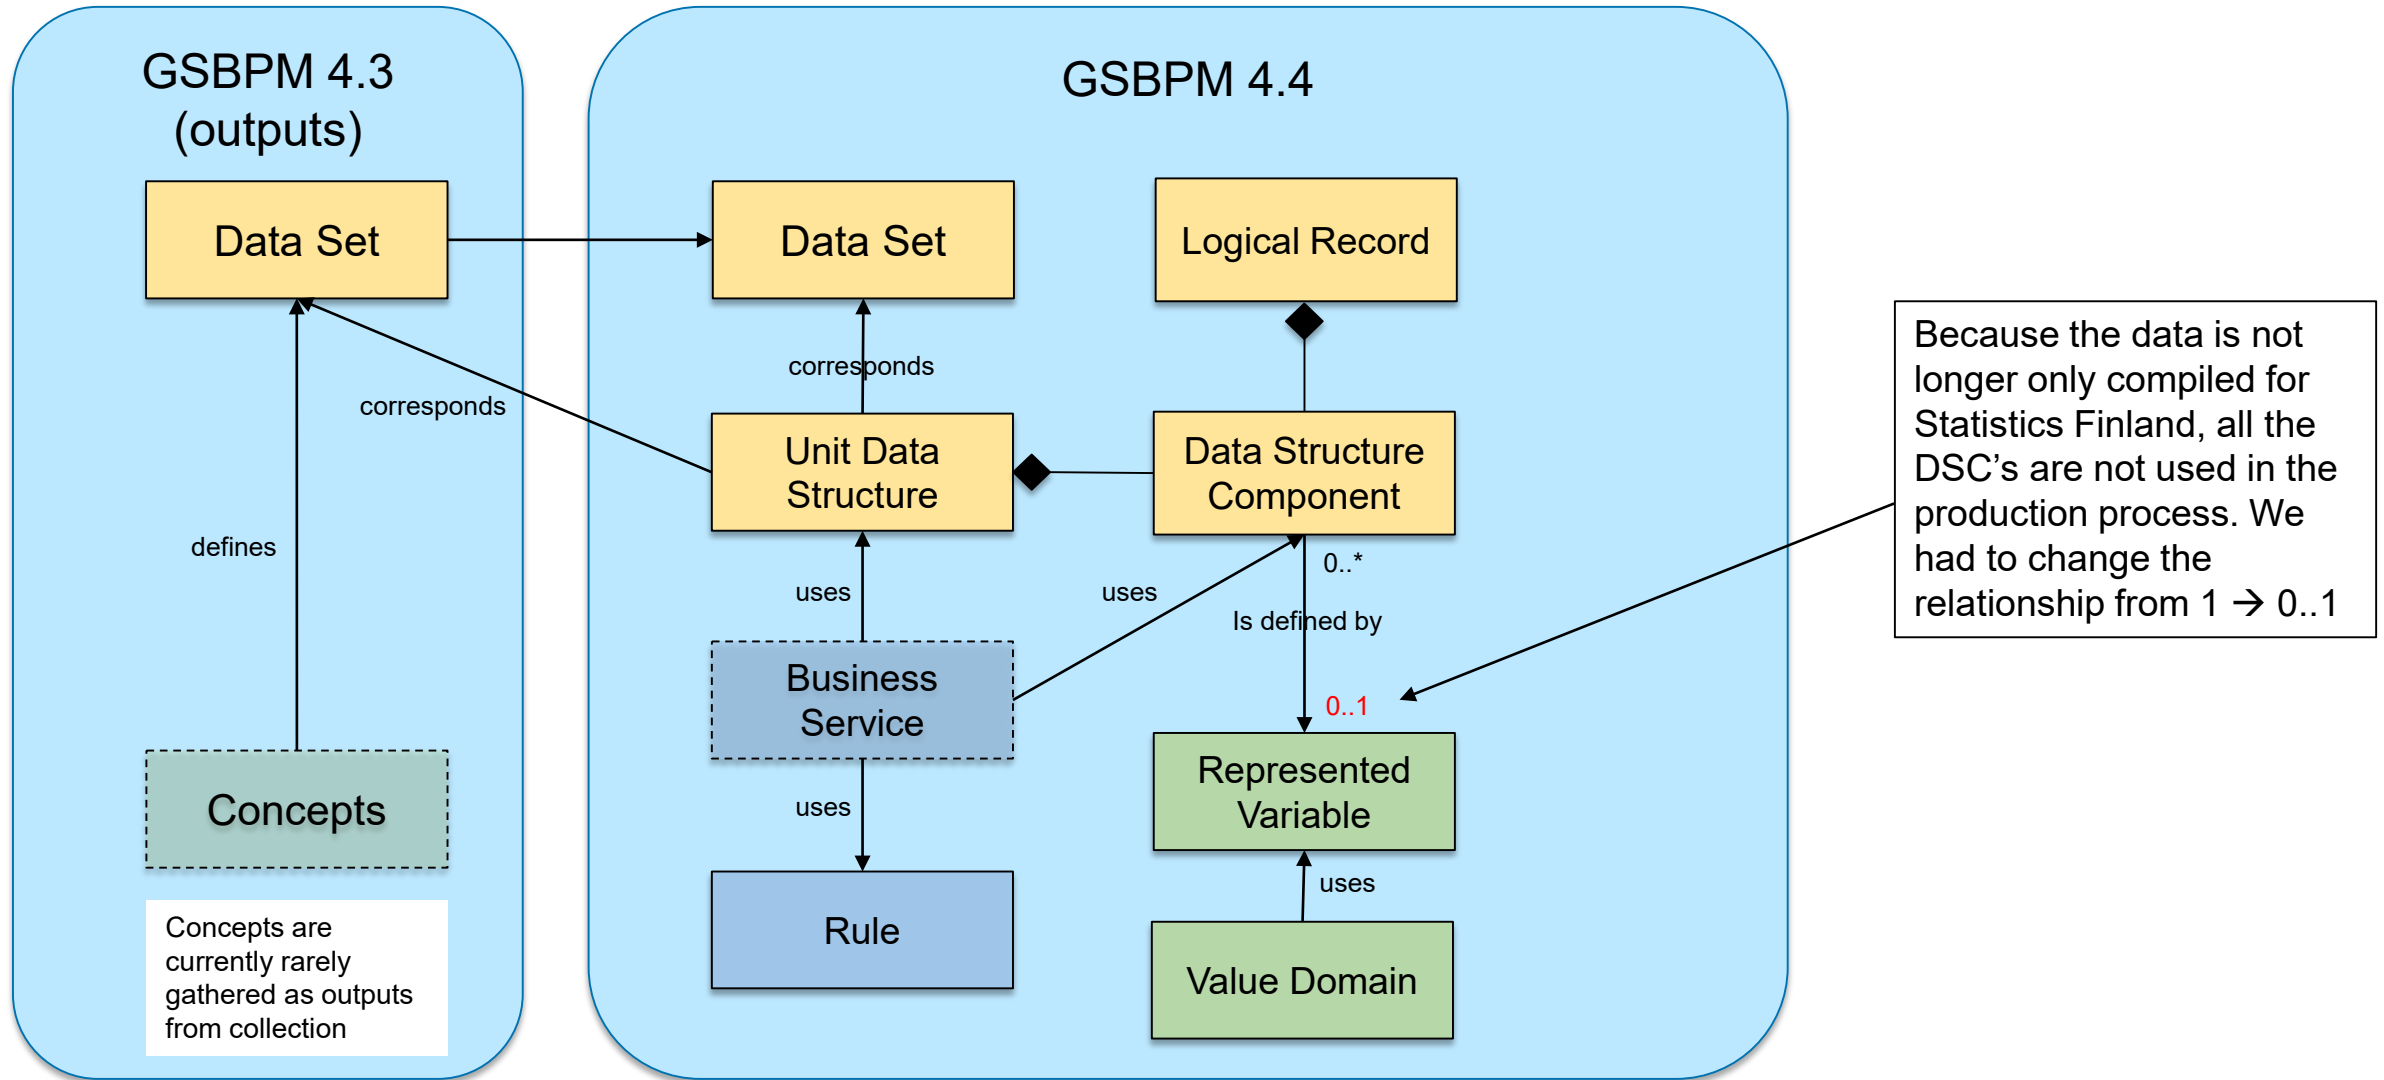 GSBPM 4.3
(outputs)
Data Set
corresponds
defines
Concepts
Concepts are
currently rarely
gathered as outputs
from collection
GSBPM 4.4
Data Set
Logical Record
corresponds
Unit Data
Structure
Data Structure
Component
uses
uses
0..*
Is defined by
Business
Service
0..1
uses
Represented
Variable
uses
Rule
Value Domain
Because the data is not
longer only compiled for
Statistics Finland, all the
DSC’s are not used in the
production process. We
had to change the
relationship from 1 → 0..1